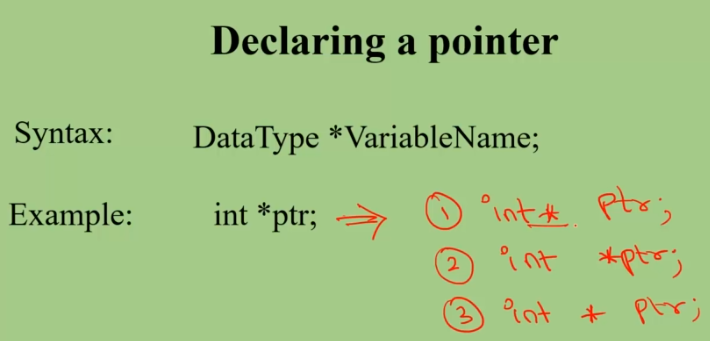 Declaring a pointer
Syntax: DataType *VariableName;
Example: int *ptr; ⇒ ① int* ptr;
② int *ptr;
③ int * ptr;